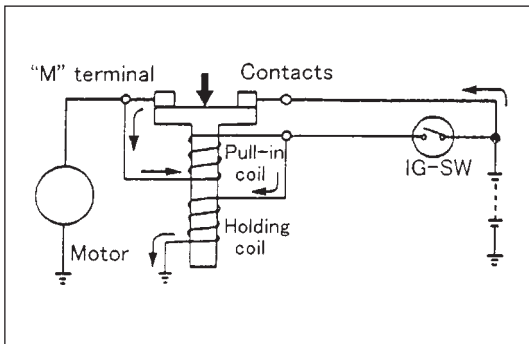 "M" terminal
Contacts
Pull-in
coil
IG-SW
Holding
coil
Motor